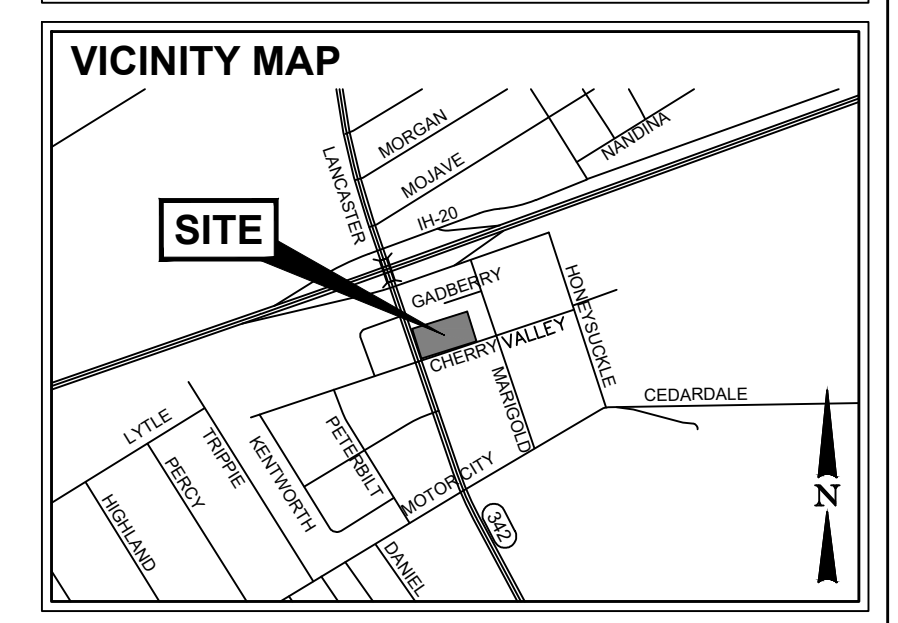 VICINITY MAP
MORGAN
NANDINA
LANCASTER
MOJAVE
SITE
IH-20
GADBERRY
HONEYSUCKLE
CHERRY VALLEY
MARIGOLD
CEDARDALE
LYTLE
TRIPPIE
KENTWORTH
PETERBILT
PERCY
MOTOR CITY
HIGHLAND
342
DANIEL
N